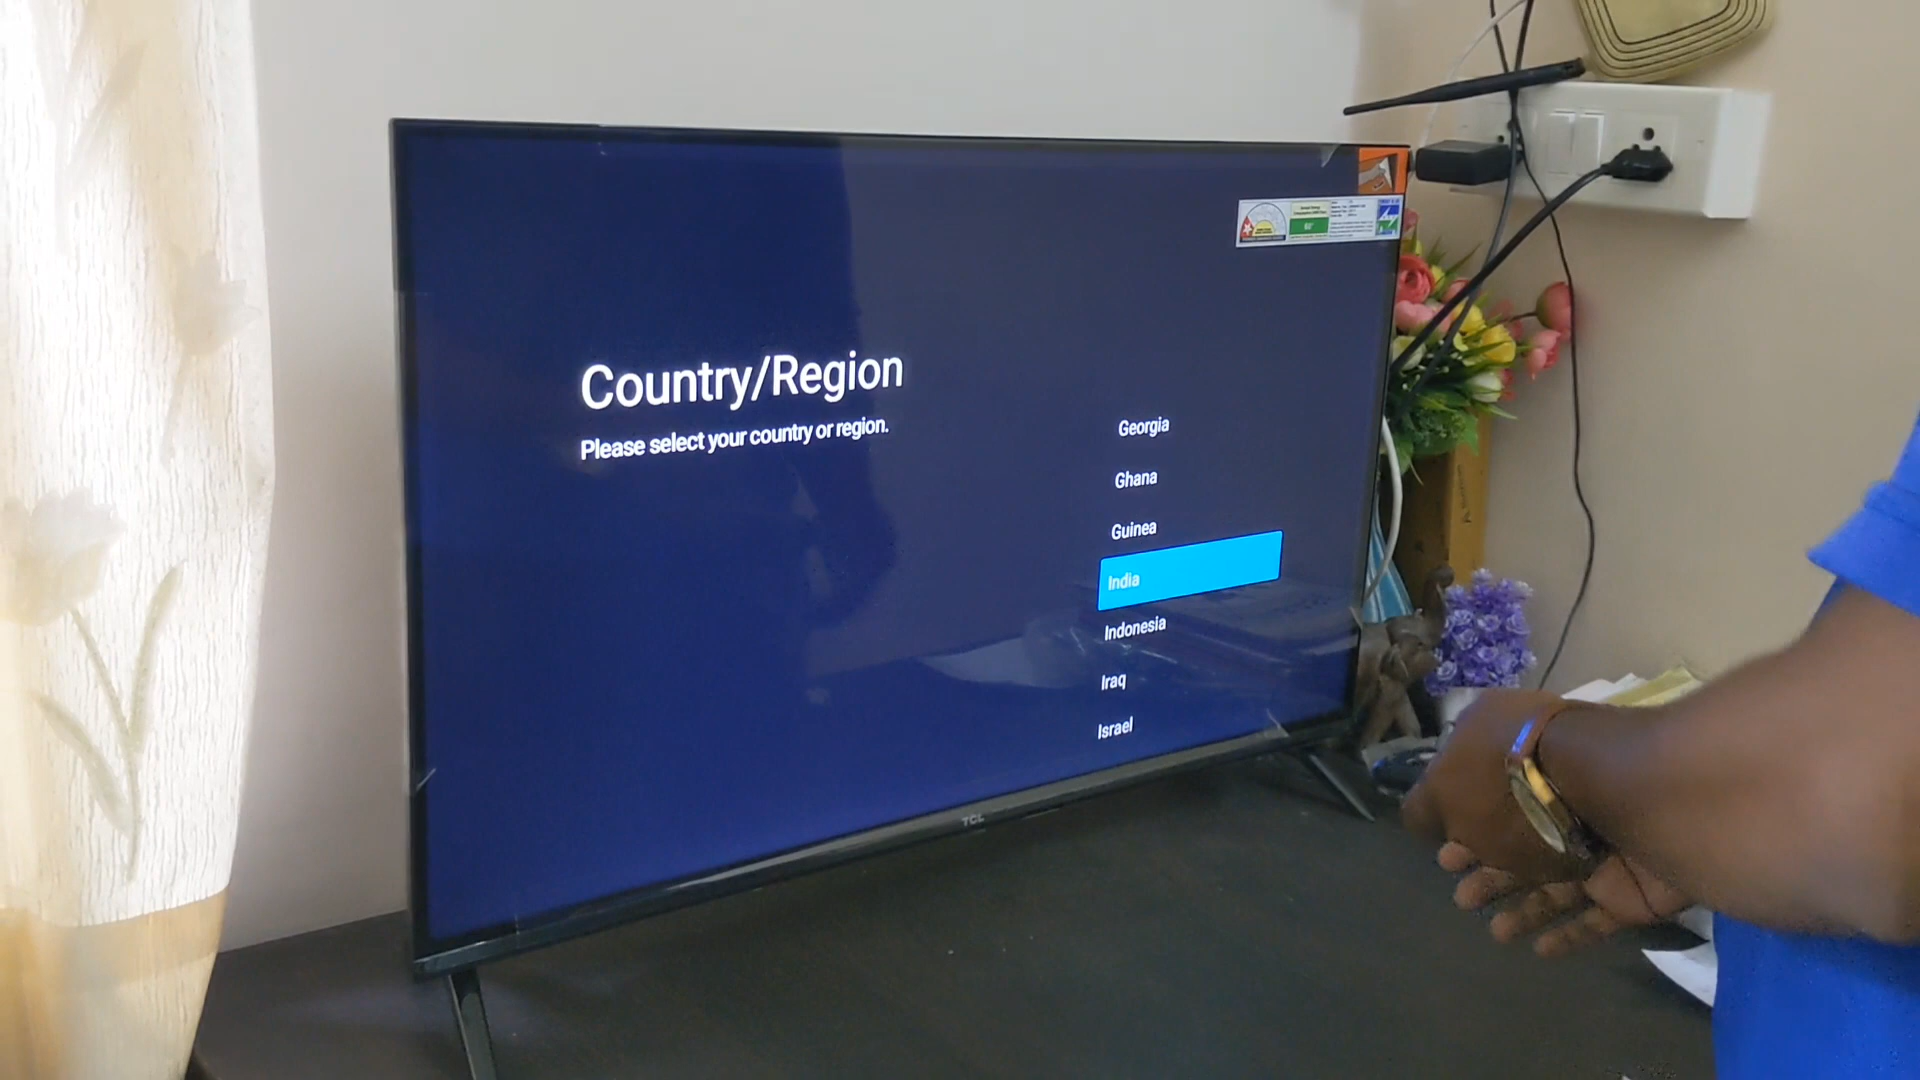 Country/Region
Please select your country or region.
Georgia
Ghana
Guinea
India
Indonesia
Iraq
Israel
TCL